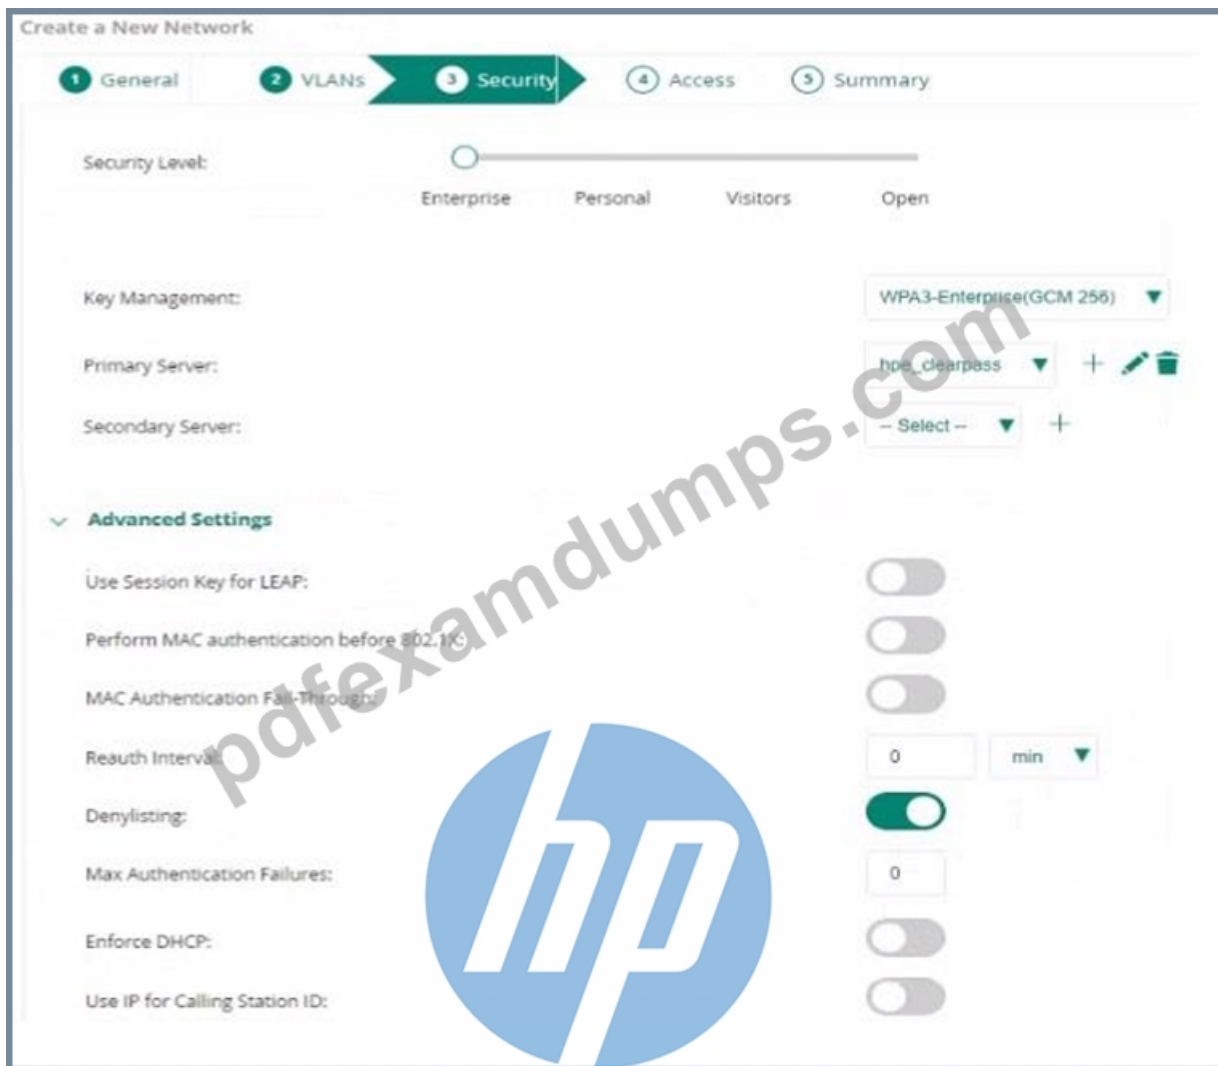 Create a New Network
1 General 2 VLANs 3 Security 4 Access 5 Summary
Security Level:
Enterprise Personal Visitors Open
Key Management: WPA3-Enterprise(GCM 256)
Primary Server: hpe_clearpass
Secondary Server: -- Select --
Advanced Settings
Use Session Key for LEAP:
Perform MAC authentication before 802.1X:
MAC Authentication Fail-Through:
Reauth Interval: 0 min
Denylisting:
Max Authentication Failures: 0
Enforce DHCP:
Use IP for Calling Station ID:
pdfexamdumps.com
hp